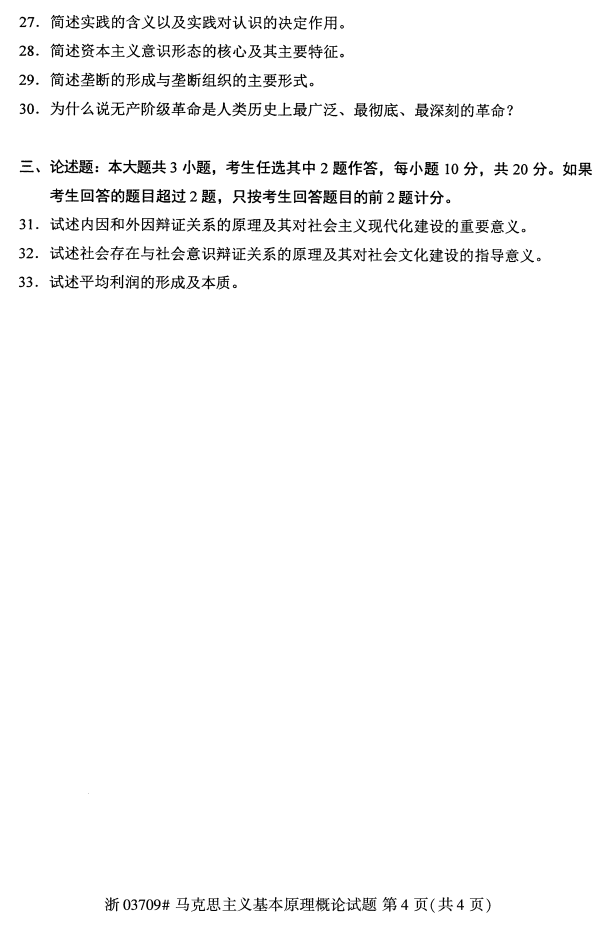 27．简述实践的含义以及实践对认识的决定作用。
28．简述资本主义意识形态的核心及其主要特征。
29．简述垄断的形成与垄断组织的主要形式。
30．为什么说无产阶级革命是人类历史上最广泛、最彻底、最深刻的革命？
三、论述题：本大题共 3 小题，考生任选其中 2 题作答，每小题 10 分，共 20 分。如果
考生回答的题目超过 2 题，只按考生回答题目的前 2 题计分。
31．试述内因和外因辩证关系的原理及其对社会主义现代化建设的重要意义。
32．试述社会存在与社会意识辩证关系的原理及其对社会文化建设的指导意义。
33．试述平均利润的形成及本质。
浙 03709# 马克思主义基本原理概论试题 第 4 页(共 4 页)